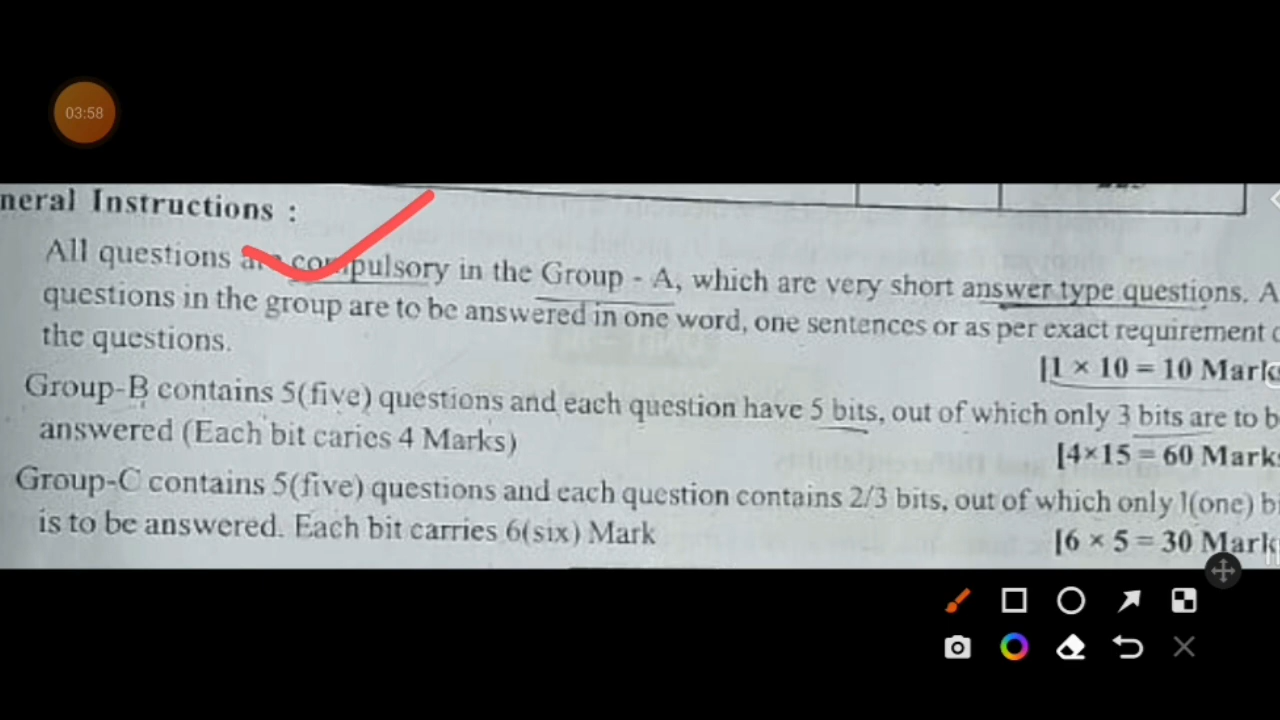 03:58
neral Instructions :
All questions are compulsory in the Group - A, which are very short answer type questions. A
questions in the group are to be answered in one word, one sentences or as per exact requirement
the questions.
[1 × 10 = 10 Mark
Group-B contains 5(five) questions and each question have 5 bits, out of which only 3 bits are to b
answered (Each bit caries 4 Marks)
[4×15 = 60 Mark
Group-C contains 5(five) questions and each question contains 2/3 bits, out of which only 1(one) b
is to be answered. Each bit carries 6(six) Mark
[6 × 5 = 30 Mark